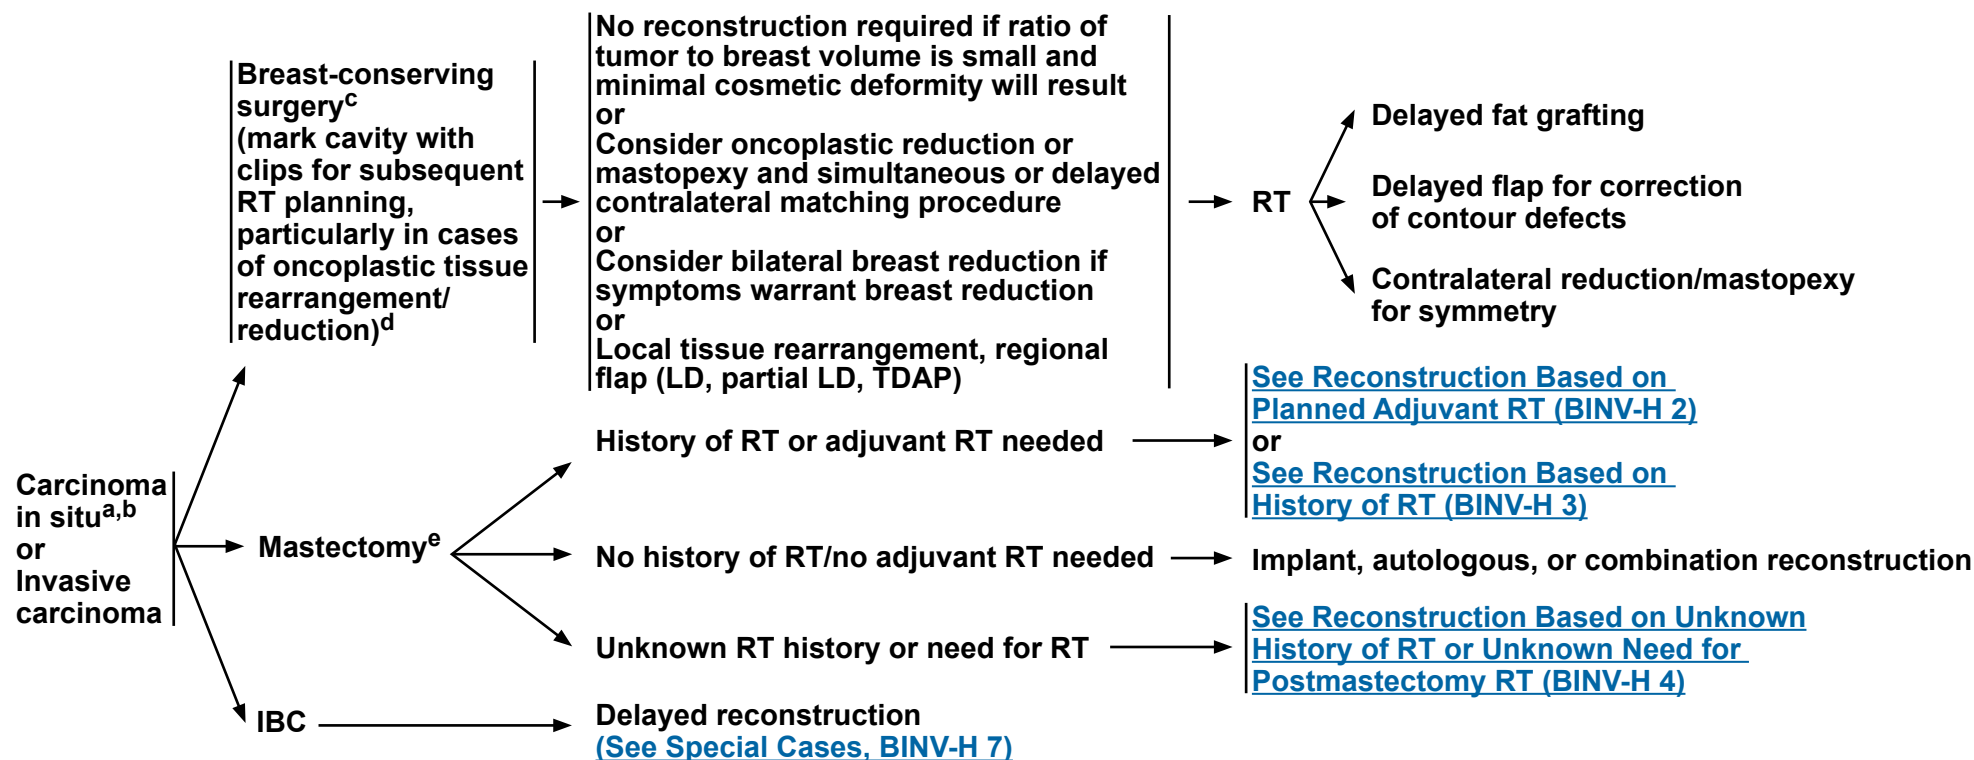 Carcinoma
in situa,b
or
Invasive
carcinoma
Breast-conserving
surgeryc
(mark cavity with
clips for subsequent
RT planning,
particularly in cases
of oncoplastic tissue
rearrangement/
reduction)d
No reconstruction required if ratio of
tumor to breast volume is small and
minimal cosmetic deformity will result
or
Consider oncoplastic reduction or
mastopexy and simultaneous or delayed
contralateral matching procedure
or
Consider bilateral breast reduction if
symptoms warrant breast reduction
or
Local tissue rearrangement, regional
flap (LD, partial LD, TDAP)
RT
Delayed fat grafting
Delayed flap for correction
of contour defects
Contralateral reduction/mastopexy
for symmetry
Mastectomye
History of RT or adjuvant RT needed
See Reconstruction Based on
Planned Adjuvant RT (BINV-H 2)
or
See Reconstruction Based on
History of RT (BINV-H 3)
No history of RT/no adjuvant RT needed
Implant, autologous, or combination reconstruction
Unknown RT history or need for RT
See Reconstruction Based on Unknown
History of RT or Unknown Need for
Postmastectomy RT (BINV-H 4)
IBC
Delayed reconstruction
(See Special Cases, BINV-H 7)